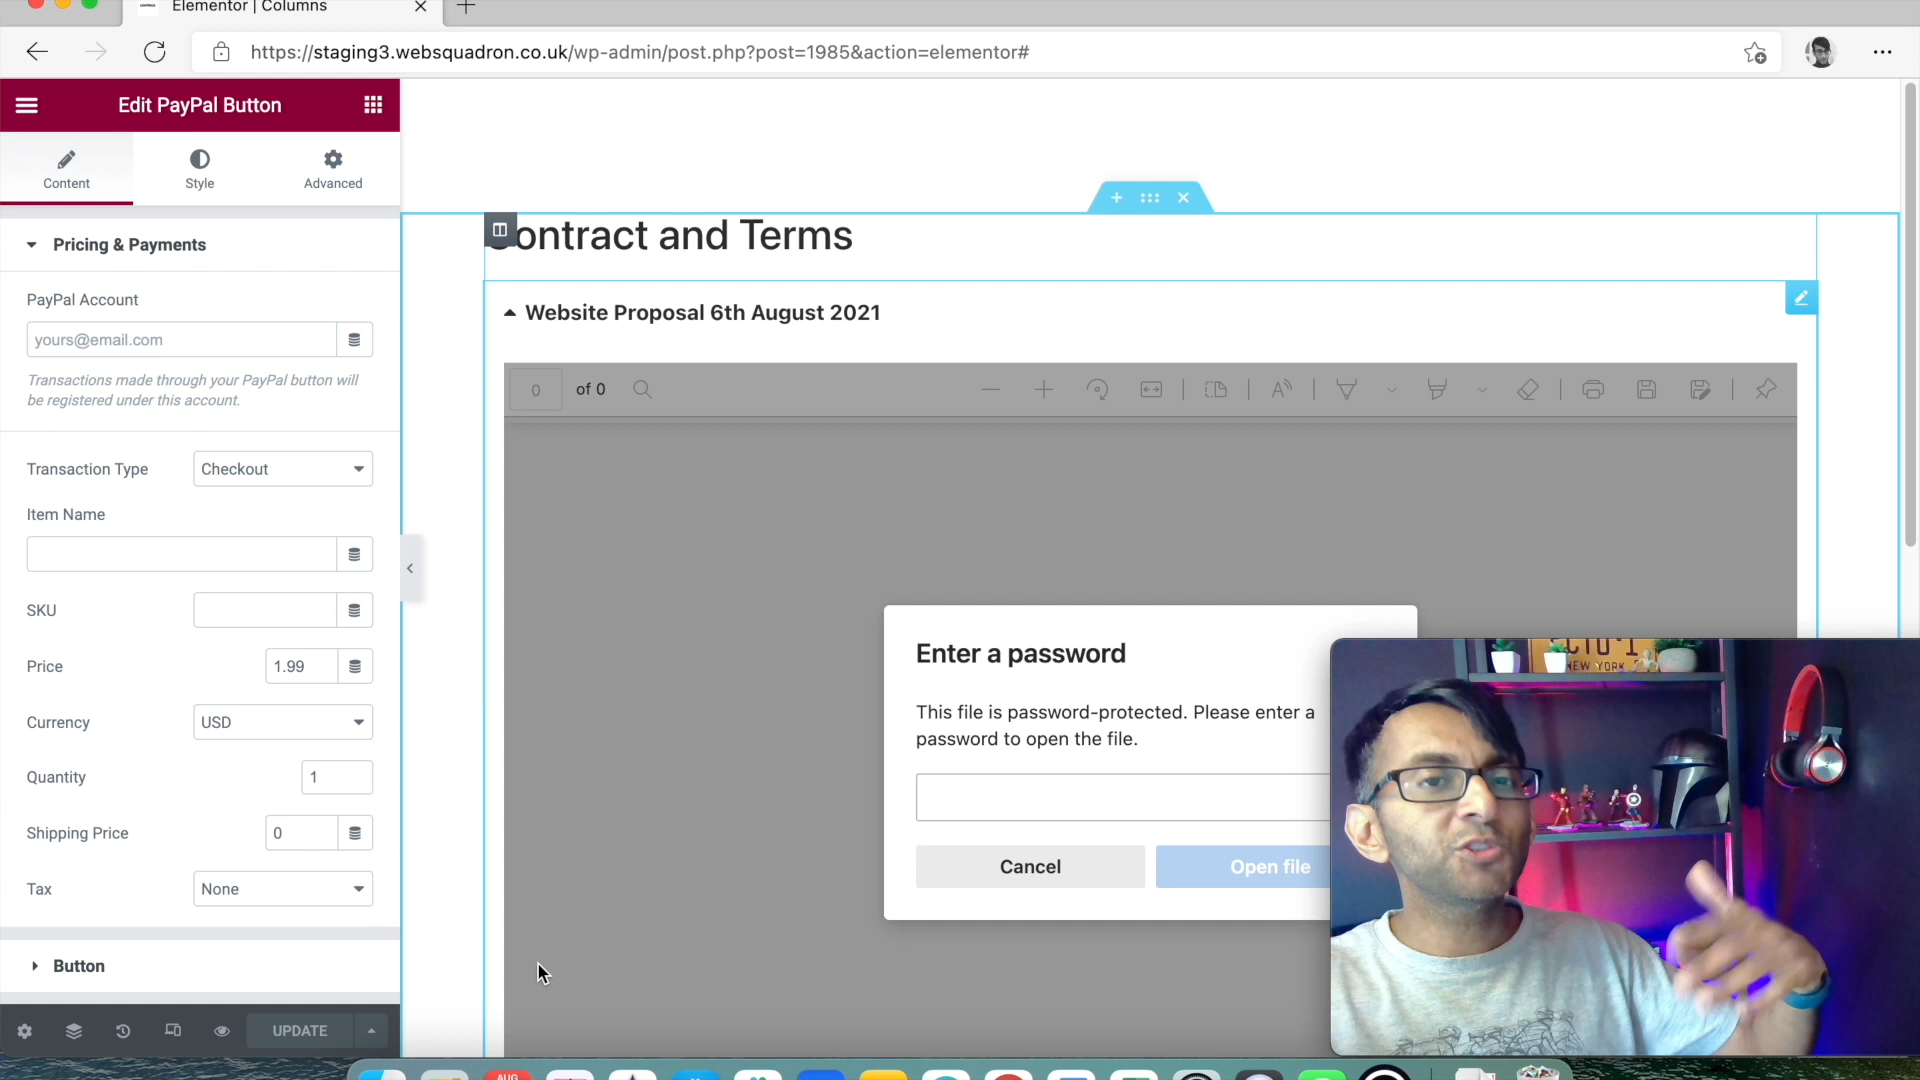 Elementor | Columns
https://staging3.websquadron.co.uk/wp-admin/post.php?post=1985&action=elementor#
Edit PayPal Button
Content
Style
Advanced
Pricing & Payments
PayPal Account
yours@email.com
Transactions made through your PayPal button will
be registered under this account.
Transaction Type
Checkout
Item Name
SKU
Price
1.99
Currency
USD
Quantity
1
Shipping Price
0
Tax
None
Button
UPDATE
ontract and Terms
Website Proposal 6th August 2021
0
of 0
Enter a password
This file is password-protected. Please enter a
password to open the file.
Cancel
Open file
NEW YORK
AUG